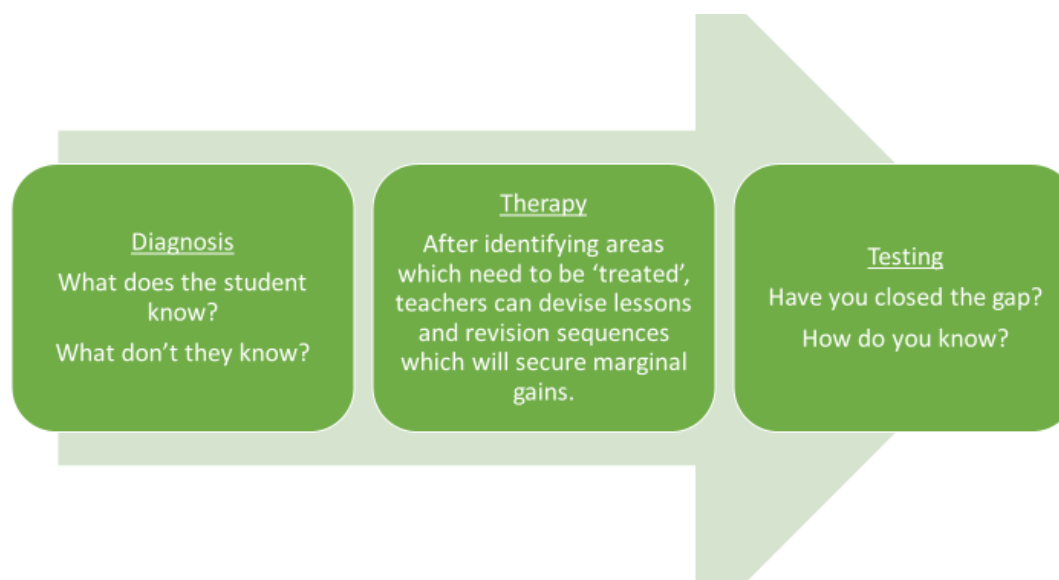 Diagnosis
What does the student
know?
What don’t they know?
Therapy
After identifying areas
which need to be ‘treated’,
teachers can devise lessons
and revision sequences
which will secure marginal
gains.
Testing
Have you closed the gap?
How do you know?